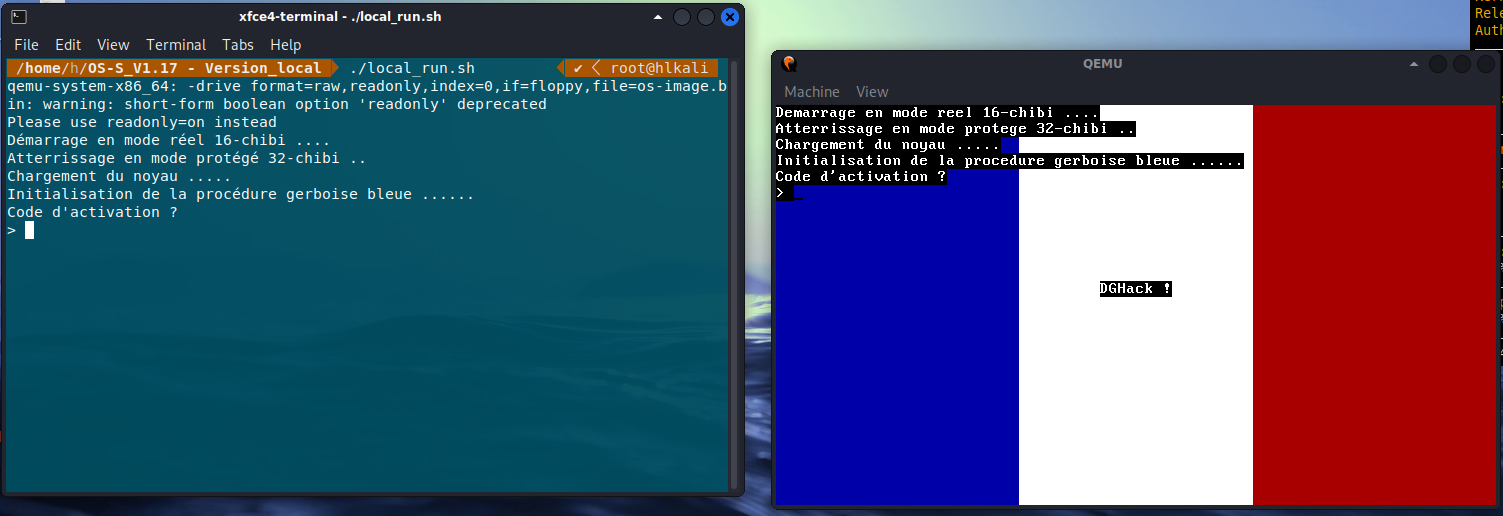 xfce4-terminal - ./local_run.sh
File Edit View Terminal Tabs Help
/home/h/OS-S_V1.17 - Version_local ./local_run.sh ✔ root@hlkali
qemu-system-x86_64: -drive format=raw,readonly,index=0,if=floppy,file=os-image.b
in: warning: short-form boolean option 'readonly' deprecated
Please use readonly=on instead
Démarrage en mode réel 16-chibi ....
Atterrissage en mode protégé 32-chibi ..
Chargement du noyau .....
Initialisation de la procédure gerboise bleue ......
Code d'activation ?
>
Rele
Auth
QEMU
Machine View
Demarrage en mode reel 16-chibi ....
Atterrissage en mode protege 32-chibi ..
Chargement du noyau .....
Initialisation de la procedure gerboise bleue ......
Code d'activation ?
> _
DGHack !